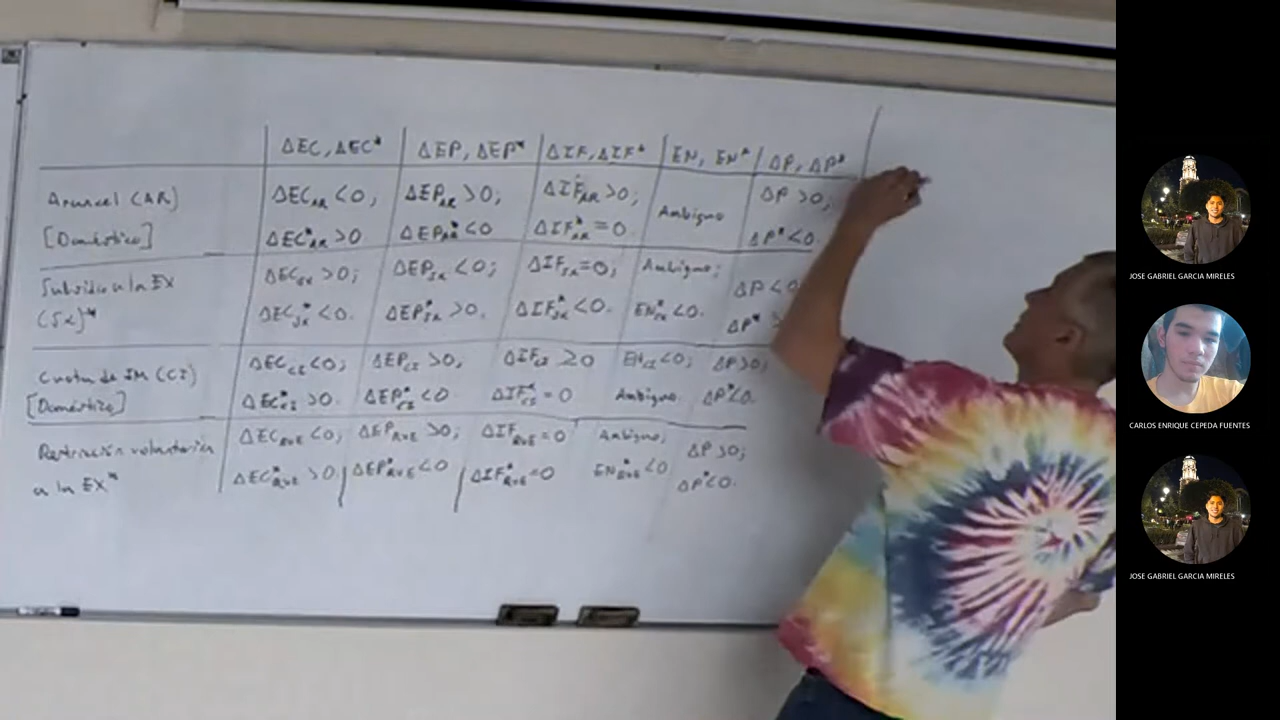 ΔEC, ΔEC* ΔEP, ΔEP* ΔIF, ΔIF* EN, EN* ΔP, ΔP*
Arancel (AR) ΔEC_AR <0; ΔEP_AR >0; ΔIF_AR >0; Ambiguo ΔP >0;
[Doméstico] ΔEC*_AR >0 ΔEP*_AR <0 ΔIF*_AR =0 ΔP* <0
Subsidio a la EX ΔEC_SX >0; ΔEP_SX <0; ΔIF_SX =0; Ambiguo; ΔP <0
(SX)* ΔEC*_SX <0. ΔEP*_SX >0. ΔIF*_SX <0. EN*_SX <0. ΔP*
Cuota de IM (CI) ΔEC_CI <0; ΔEP_CI >0, ΔIF_CI ≥0 EN_CI <0; ΔP >0;
[Doméstico] ΔEC*_CI >0. ΔEP*_CI <0 ΔIF*_CI =0 Ambiguo. ΔP* <0.
Restricción voluntaria ΔEC_RVE <0; ΔEP_RVE >0; ΔIF_RVE =0 Ambiguo; ΔP >0;
a la EX* ΔEC*_RVE >0 ΔEP*_RVE <0 ΔIF*_RVE =0 EN*_RVE <0 ΔP* <0.
JOSE GABRIEL GARCIA MIRELES
CARLOS ENRIQUE CEPEDA FUENTES
JOSE GABRIEL GARCIA MIRELES